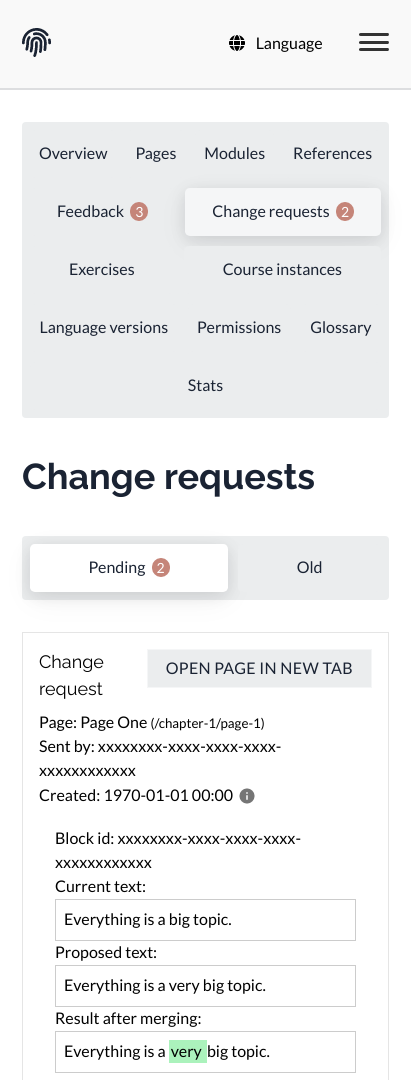 Language
Overview Pages Modules References
Feedback 3 Change requests 2
Exercises Course instances
Language versions Permissions Glossary
Stats
Change requests
Pending 2 Old
Change request
OPEN PAGE IN NEW TAB
Page: Page One (/chapter-1/page-1)
Sent by: xxxxxxxx-xxxx-xxxx-xxxx-
xxxxxxxxxxxx
Created: 1970-01-01 00:00
Block id: xxxxxxxx-xxxx-xxxx-xxxx-
xxxxxxxxxxxx
Current text:
Everything is a big topic.
Proposed text:
Everything is a very big topic.
Result after merging:
Everything is a very big topic.